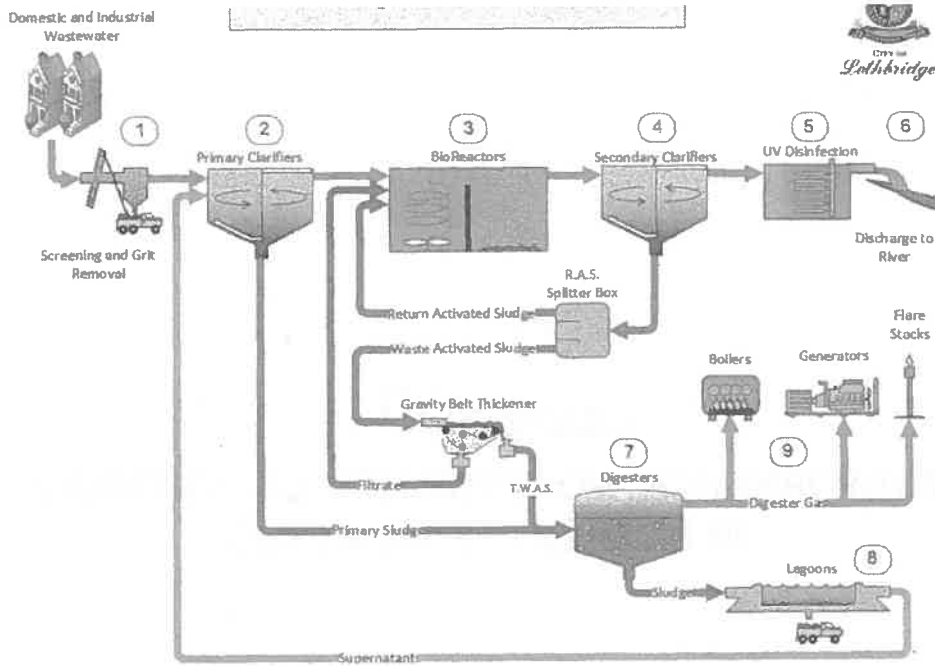 Domestic and Industrial
Wastewater
CITY OF
Lethbridge
1
2
3
4
5
6
Primary Clarifiers
BioReactors
Secondary Clarifiers
UV Disinfection
Screening and Grit
Removal
Discharge to
River
R.A.S.
Splitter Box
Return Activated Sludge
Waste Activated Sludge
Flare
Stacks
Boilers
Generators
Gravity Belt Thickener
7
Digesters
9
Filtrate
T.W.A.S.
Digester Gas
Primary Sludge
Lagoons
8
Sludge
Supernatants